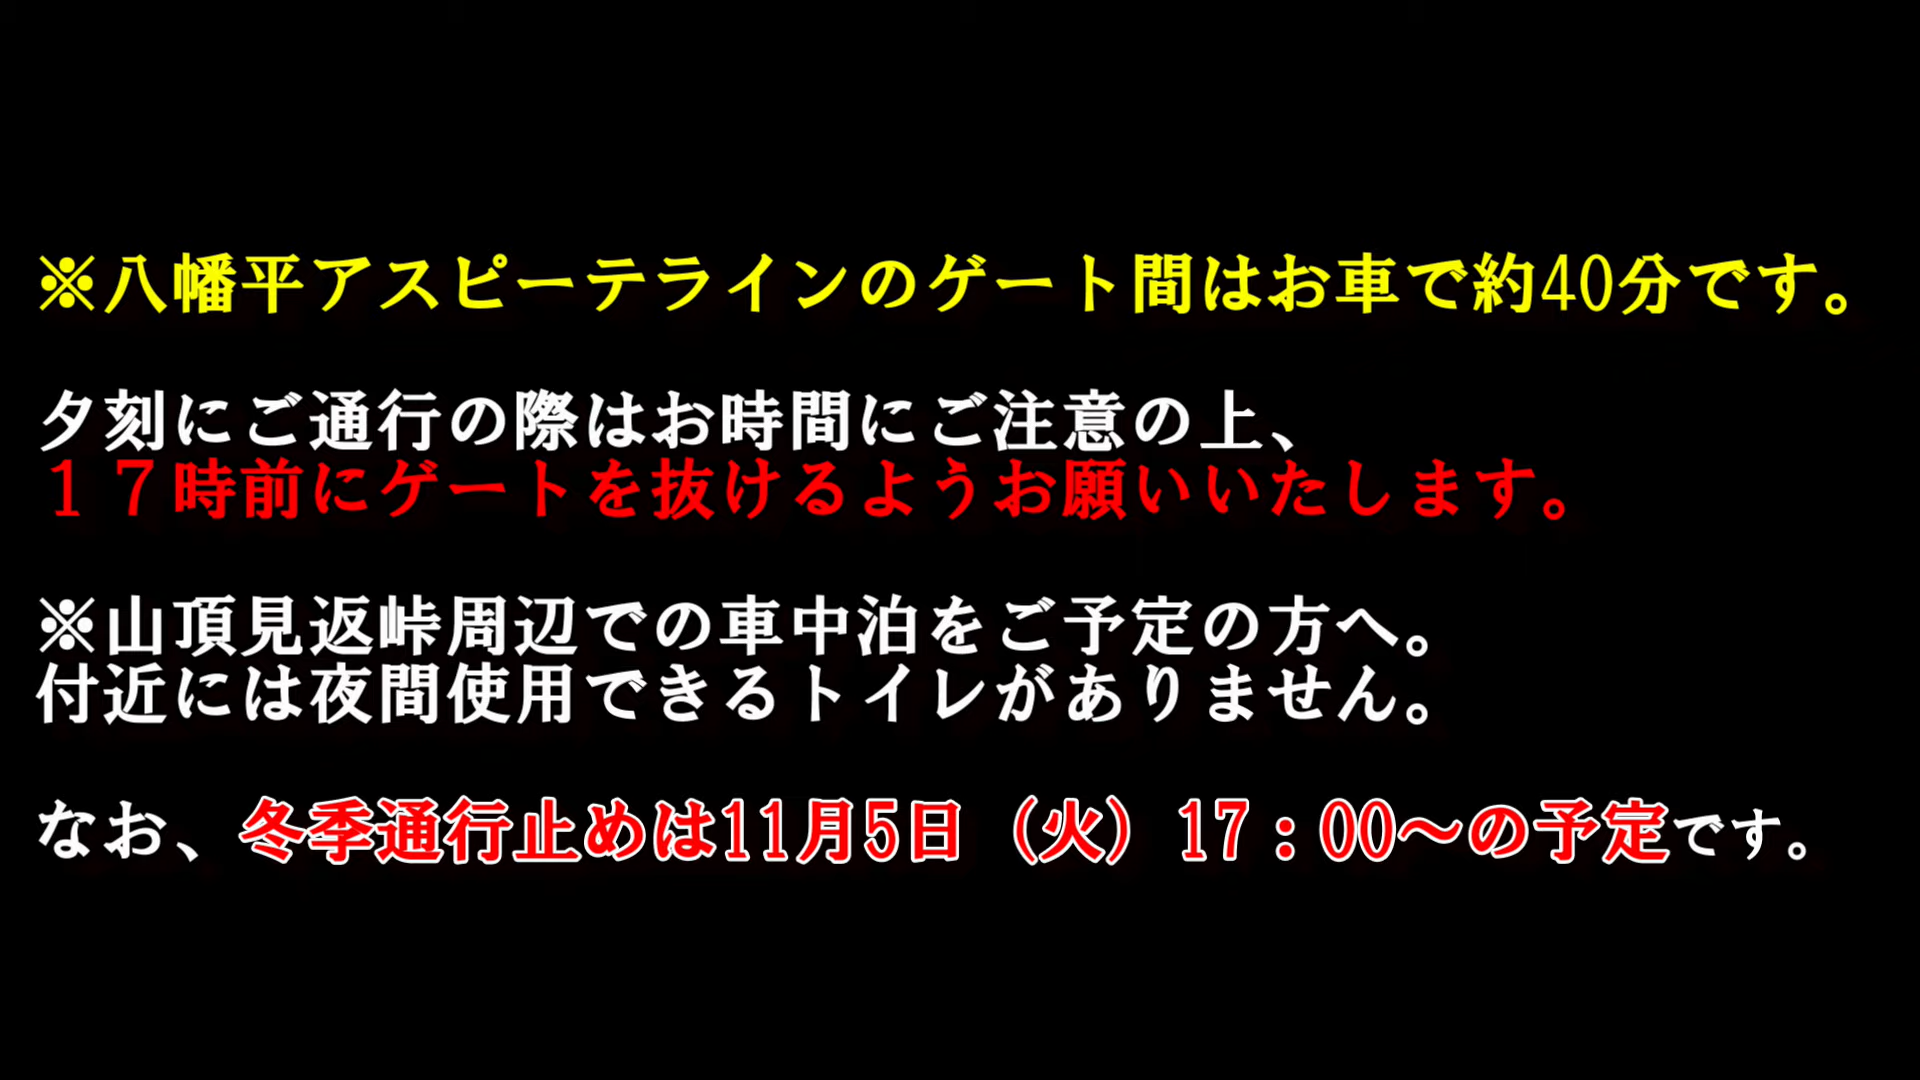 ※八幡平アスピーテラインのゲート間はお車で約40分です。
夕刻にご通行の際はお時間にご注意の上、
１７時前にゲートを抜けるようお願いいたします。
※山頂見返峠周辺での車中泊をご予定の方へ。
付近には夜間使用できるトイレがありません。
なお、冬季通行止めは11月5日（火）17：00～の予定です。